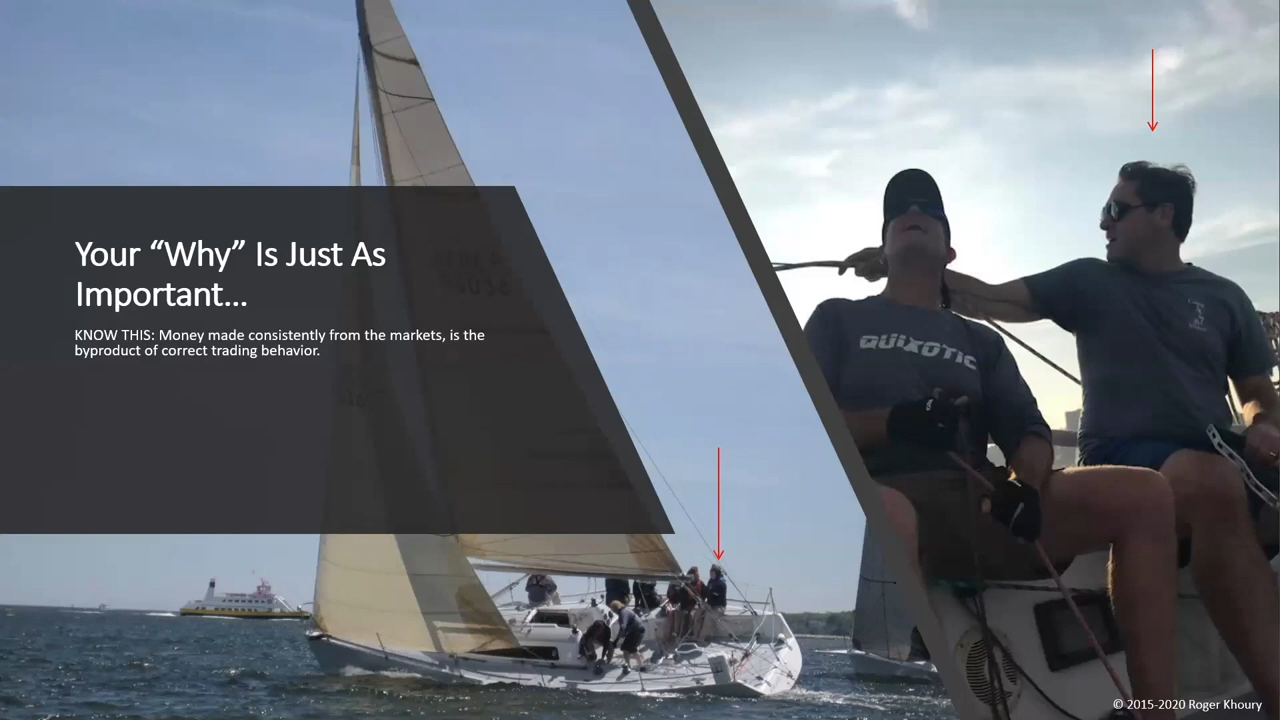 Your “Why” Is Just As
Important…
KNOW THIS: Money made consistently from the markets, is the
byproduct of correct trading behavior.
QUIXOTIC
© 2015-2020 Roger Khoury